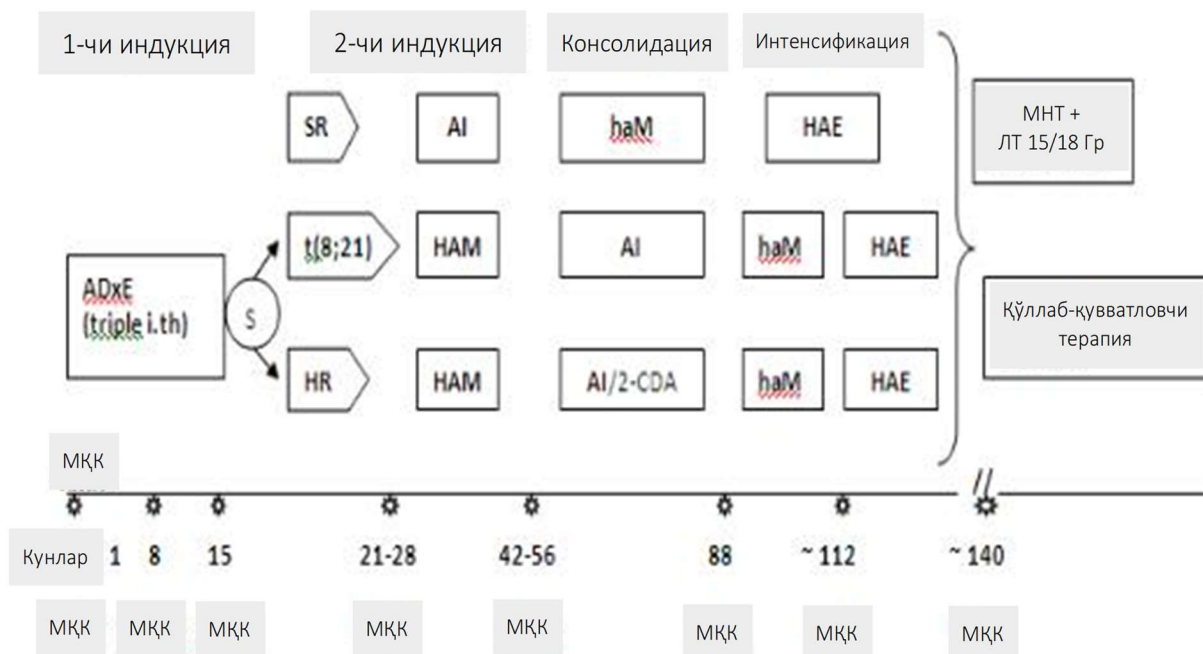 1-чи индукция
2-чи индукция
Консолидация
Интенсификация
SR
AI
haM
HAE
МНТ +
ЛТ 15/18 Гр
t(8;21)
HAM
AI
haM
HAE
ADxE
(triple i.th)
S
Қўллаб-қувватловчи
терапия
HR
HAM
AI/2-CDA
haM
HAE
МҚК
Кунлар 1 8 15 21-28 42-56 88 ~ 112 ~ 140
МҚК МҚК МҚК МҚК МҚК МҚК МҚК МҚК